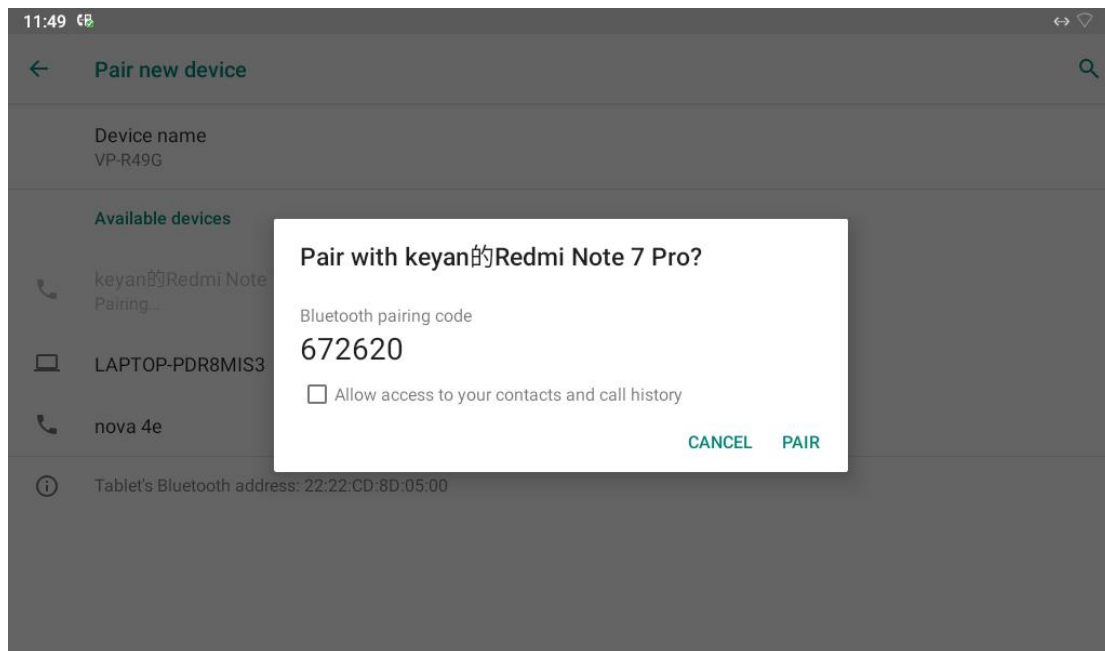 11:49
Pair new device
Device name
VP-R49G
Available devices
keyan的Redmi Note
Pairing...
LAPTOP-PDR8MIS3
nova 4e
Tablet's Bluetooth address: 22:22:CD:8D:05:00
Pair with keyan的Redmi Note 7 Pro?
Bluetooth pairing code
672620
Allow access to your contacts and call history
CANCEL PAIR